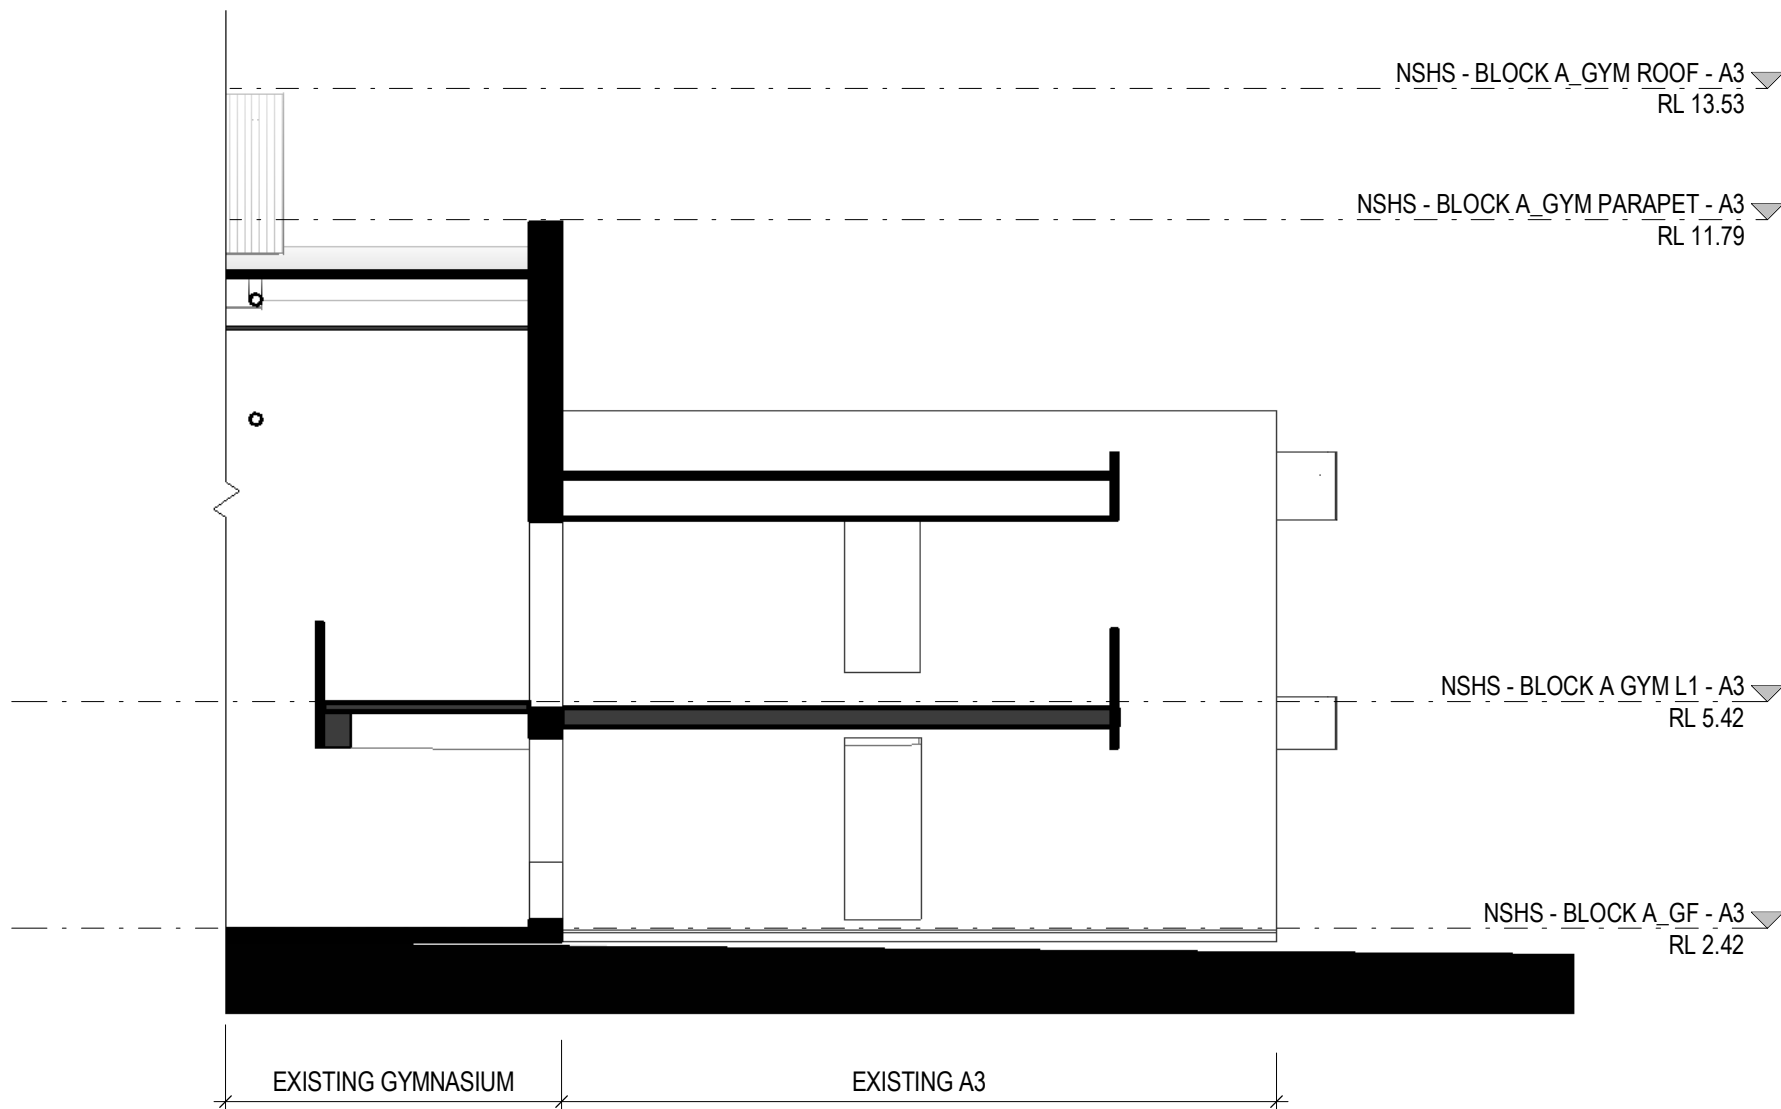 NSHS - BLOCK A_GYM ROOF - A3
RL 13.53
NSHS - BLOCK A_GYM PARAPET - A3
RL 11.79
NSHS - BLOCK A GYM L1 - A3
RL 5.42
NSHS - BLOCK A_GF - A3
RL 2.42
EXISTING GYMNASIUM
EXISTING A3